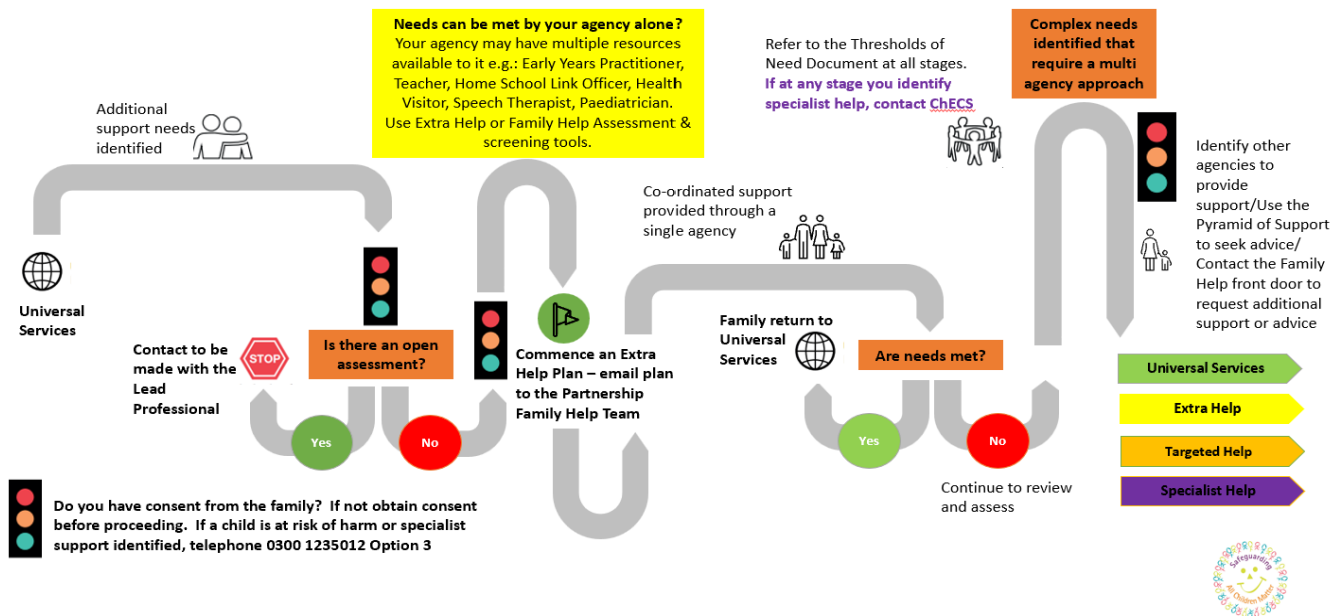 Additional
support needs
identified
Universal
Services
Needs can be met by your agency alone?
Your agency may have multiple resources
available to it e.g.: Early Years Practitioner,
Teacher, Home School Link Officer, Health
Visitor, Speech Therapist, Paediatrician.
Use Extra Help or Family Help Assessment &
screening tools.
Refer to the Thresholds of
Need Document at all stages.
If at any stage you identify
specialist help, contact ChECS
Complex needs
identified that
require a multi
agency approach
Identify other
agencies to
provide
support/Use the
Pyramid of Support
to seek advice/
Contact the Family
Help front door to
request additional
support or advice
Co-ordinated support
provided through a
single agency
Contact to be
made with the
Lead
Professional
STOP
Is there an open
assessment?
Yes
No
Commence an Extra
Help Plan – email plan
to the Partnership
Family Help Team
Family return to
Universal
Services
Are needs met?
Yes
No
Continue to review
and assess
Universal Services
Extra Help
Targeted Help
Specialist Help
Do you have consent from the family?  If not obtain consent
before proceeding.  If a child is at risk of harm or specialist
support identified, telephone 0300 1235012 Option 3
Safeguarding
All Children Matter